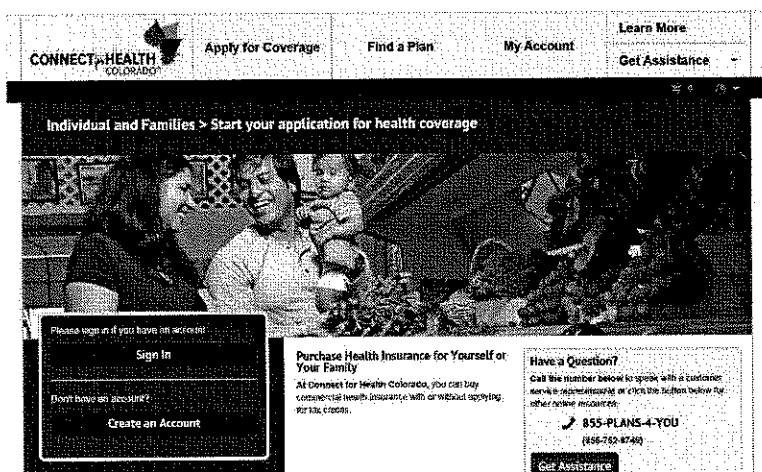 CONNECT for HEALTH
COLORADO
Apply for Coverage
Find a Plan
My Account
Learn More
Get Assistance
Individual and Families > Start your application for health coverage
Please sign in if you have an account
Sign In
Don't have an account?
Create an Account
Purchase Health Insurance for Yourself or
Your Family
At Connect for Health Colorado, you can buy
commercial health insurance with or without applying
for tax credits.
Have a Question?
Call the number below to speak with a customer
service representative or click the button below for
other online resources.
855-PLANS-4-YOU
(855-752-6749)
Get Assistance